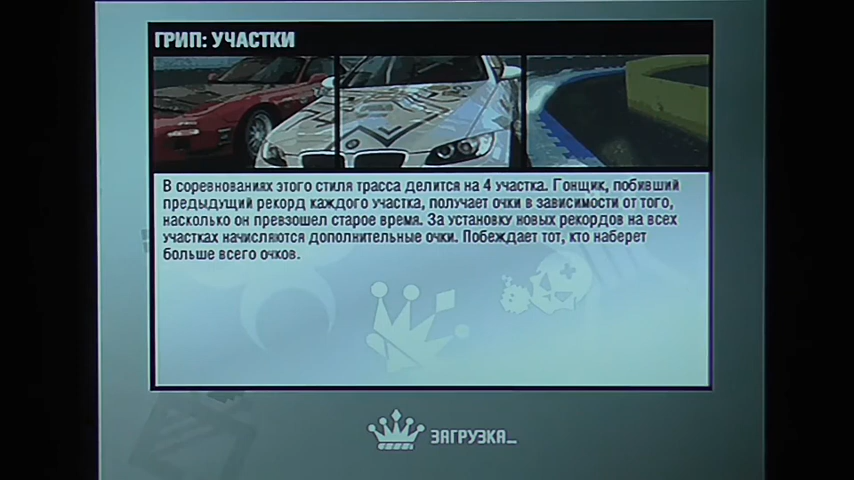 ГРИП: УЧАСТКИ
В соревнованиях этого стиля трасса делится на 4 участка. Гонщик, побивший
предыдущий рекорд каждого участка, получает очки в зависимости от того,
насколько он превзошел старое время. За установку новых рекордов на всех
участках начисляются дополнительные очки. Побеждает тот, кто наберет
больше всего очков.
ЗАГРУЗКА_